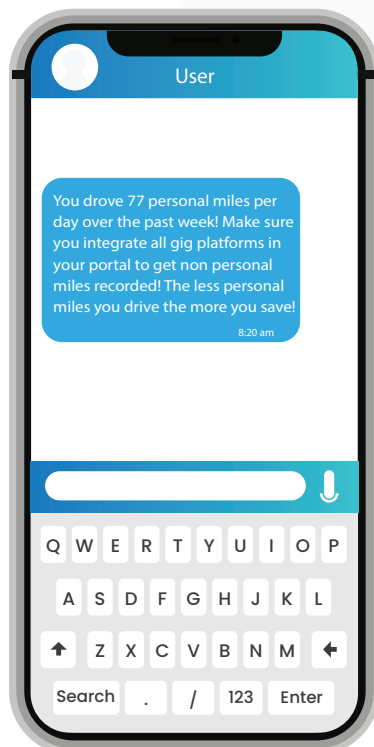 User
You drove 77 personal miles per
day over the past week! Make sure
you integrate all gig platforms in
your portal to get non personal
miles recorded! The less personal
miles you drive the more you save!
8:20 am
Q W E R T Y U I O P
A S D F G H J K L
Z X C V B N M
Search . / 123 Enter